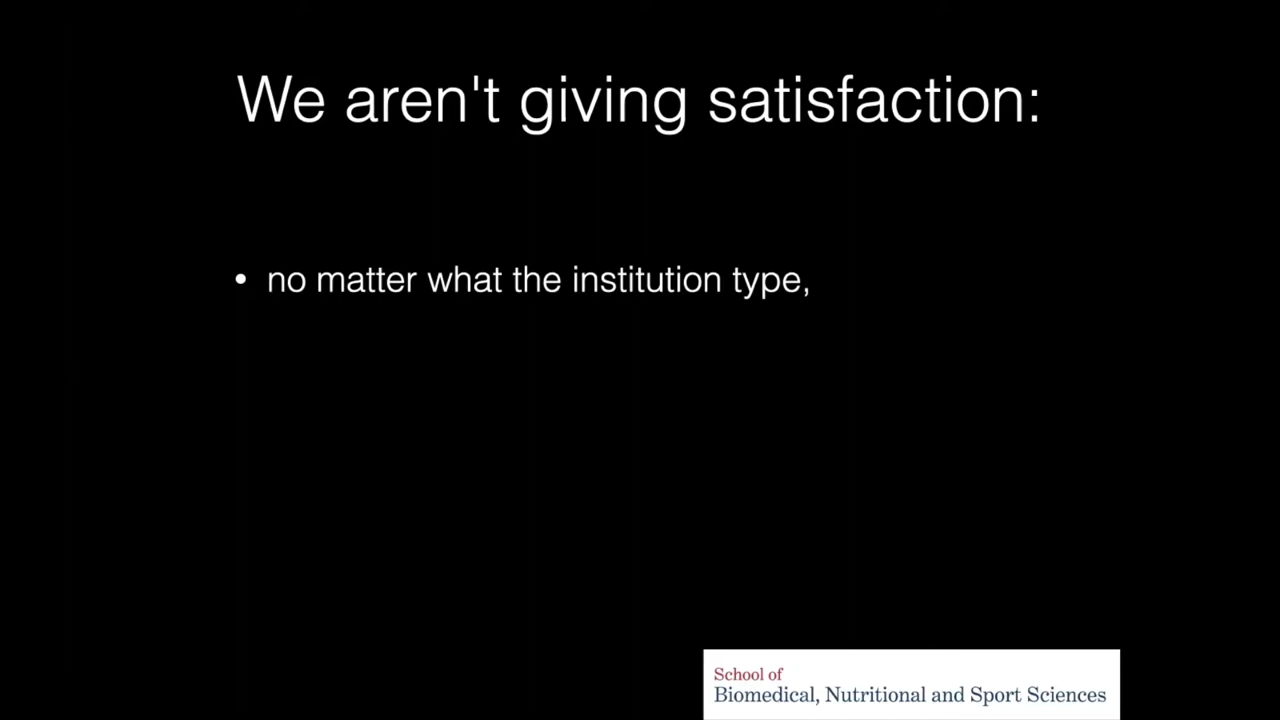 We aren't giving satisfaction:
• no matter what the institution type,
School of
Biomedical, Nutritional and Sport Sciences